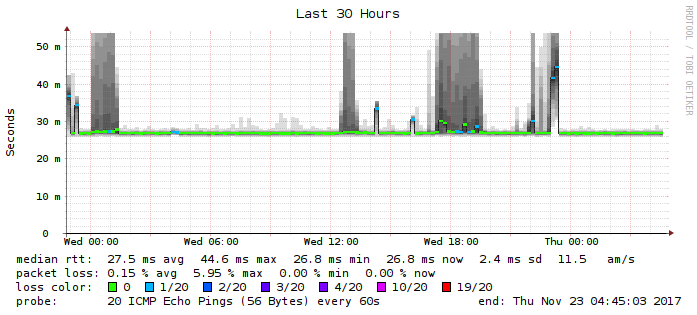 Last 30 Hours
RRDTOOL / TOBI OETIKER
Seconds
50 m
40 m
30 m
20 m
10 m
0
Wed 00:00 Wed 06:00 Wed 12:00 Wed 18:00 Thu 00:00
median rtt: 27.5 ms avg 44.6 ms max 26.8 ms min 26.8 ms now 2.4 ms sd 11.5 am/s
packet loss: 0.15 % avg 5.95 % max 0.00 % min 0.00 % now
loss color: 0 1/20 2/20 3/20 4/20 10/20 19/20
probe: 20 ICMP Echo Pings (56 Bytes) every 60s end: Thu Nov 23 04:45:03 2017